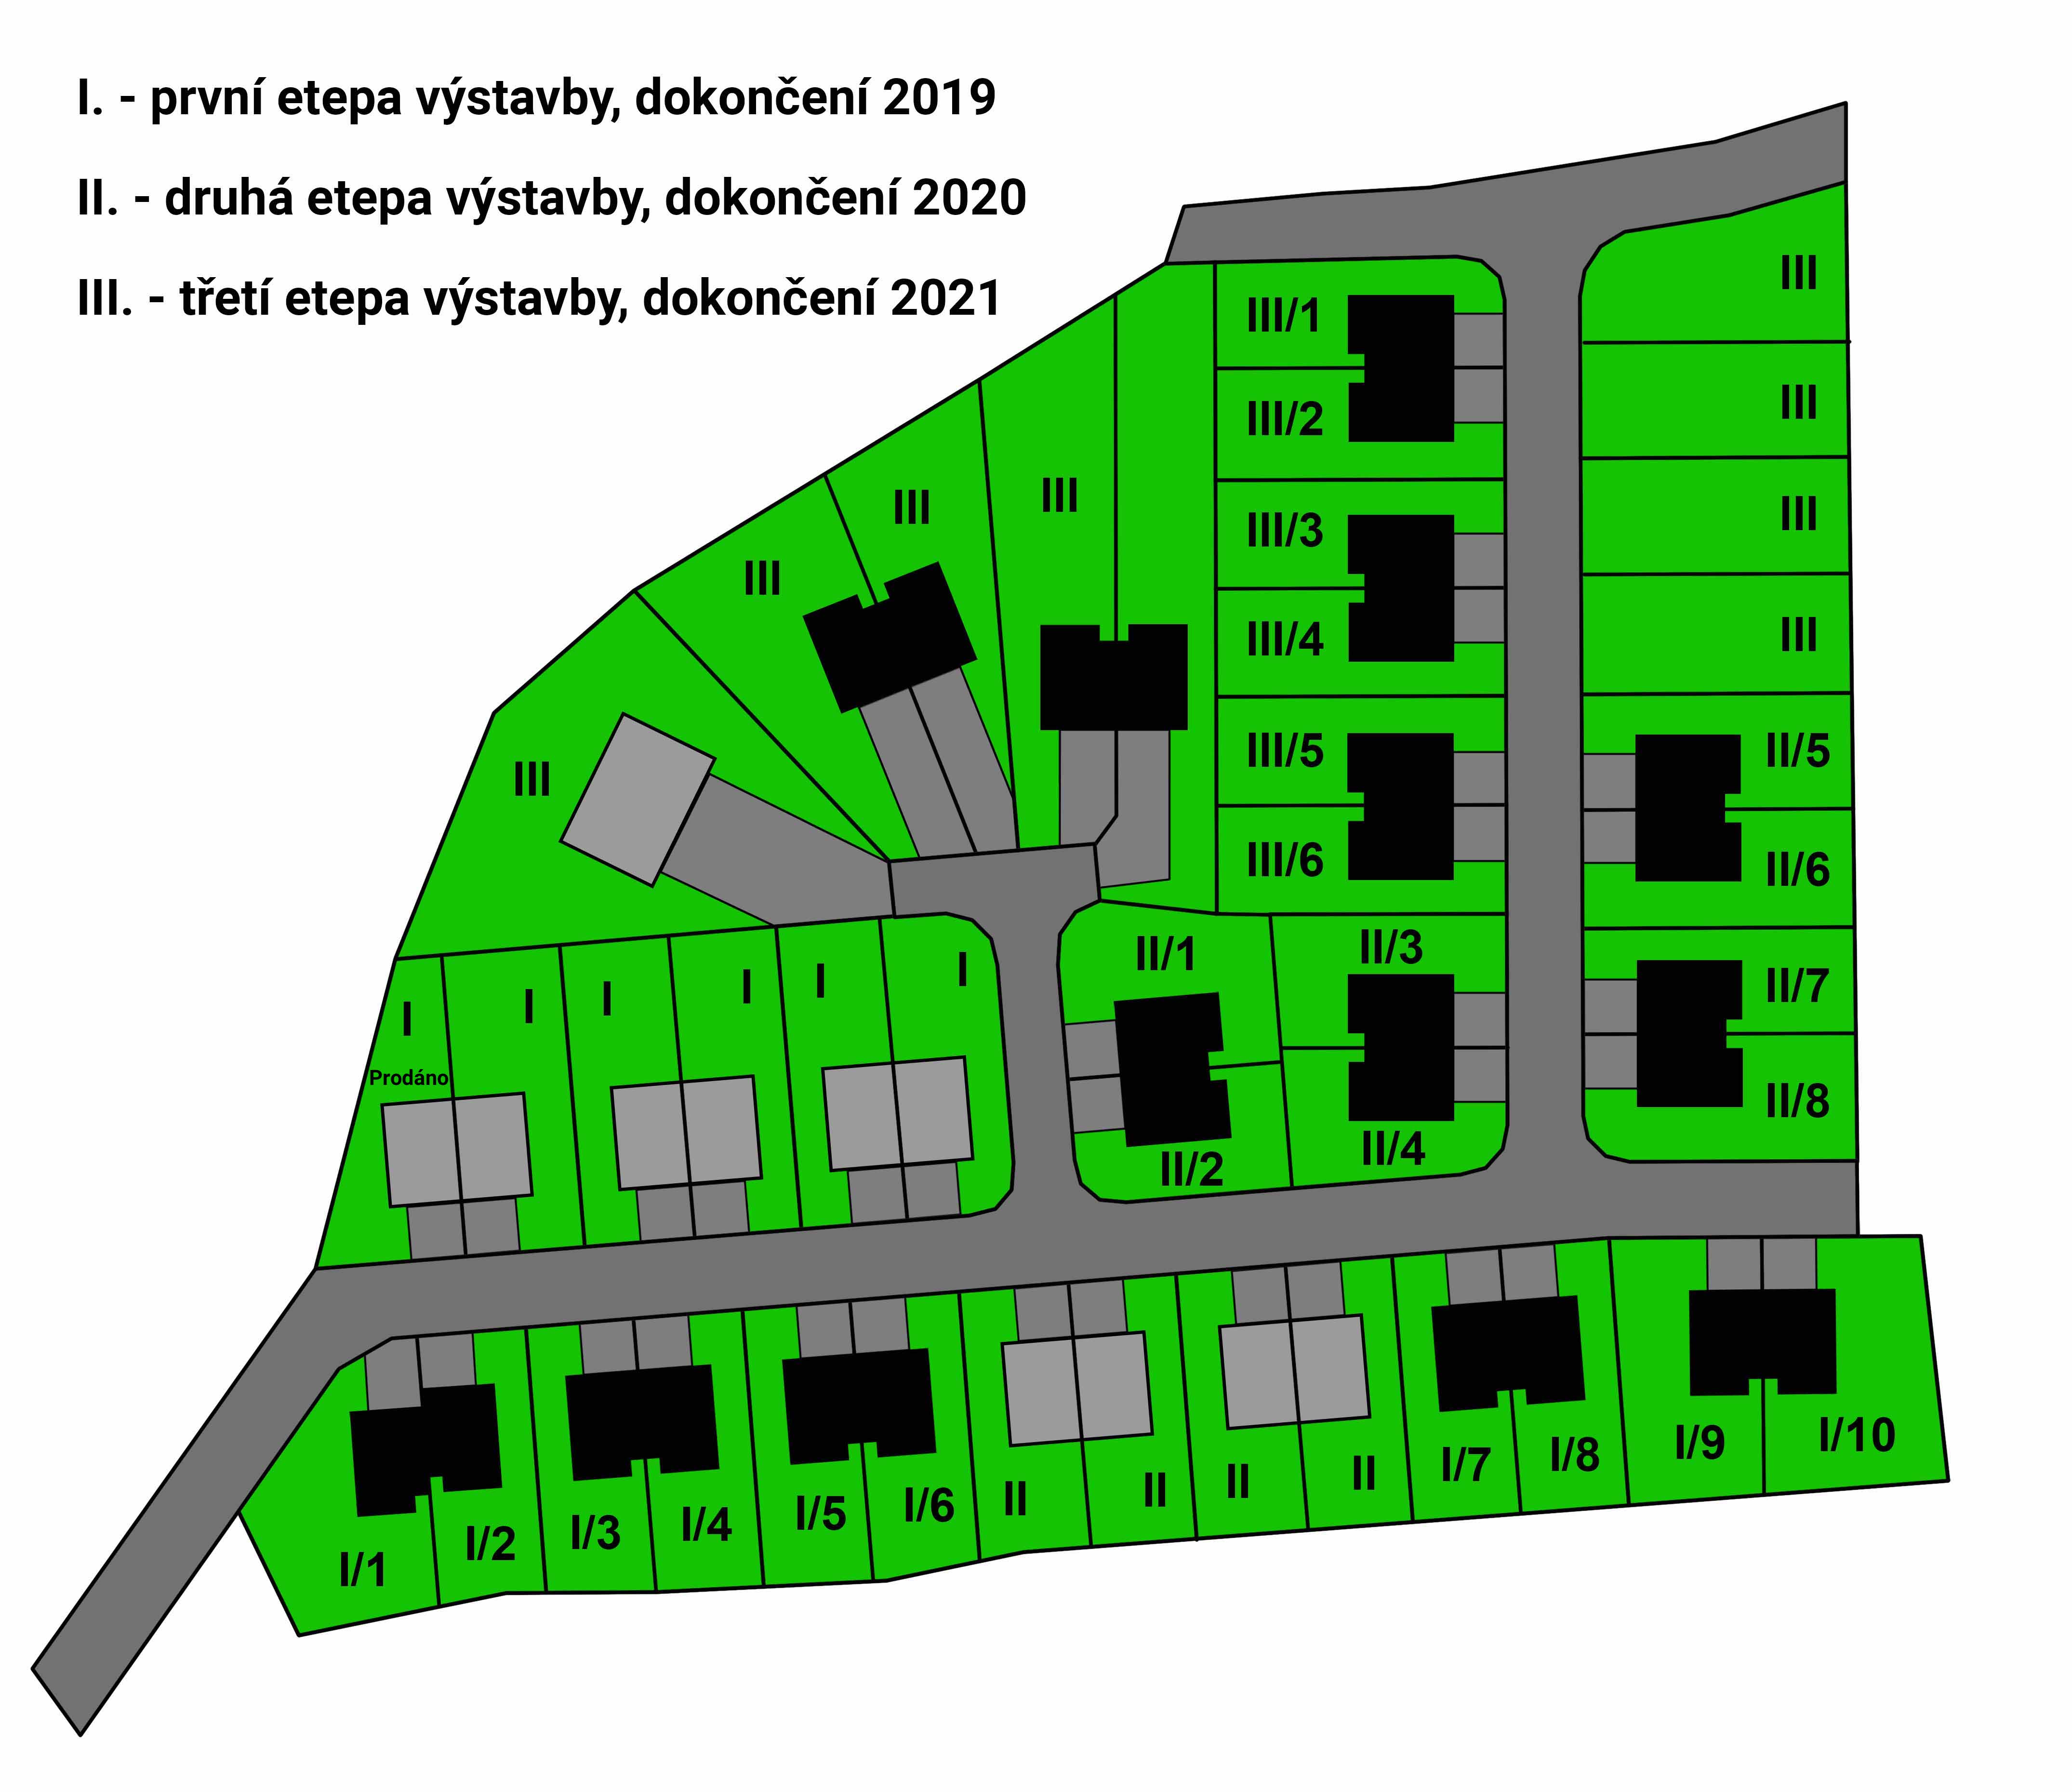 I. - první etepa výstavby, dokončení 2019
II. - druhá etepa výstavby, dokončení 2020
III. - třetí etepa výstavby, dokončení 2021
III
III/1
III
III/2
III
III
III
III/3
III
III
III/4
III/5
II/5
III
III/6
II/6
II/3
II/1
I
I
I
II/7
I
I
I
Prodáno
II/8
II/4
II/2
I/10
I/9
I/8
I/7
II
II
II
II
I/6
I/5
I/4
I/3
I/2
I/1